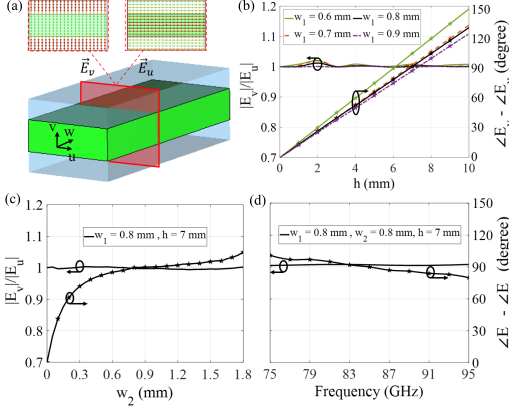 (a)
E⃗v
E⃗u
v
w
u
(b)
w1 = 0.6 mm
w1 = 0.8 mm
w1 = 0.7 mm
w1 = 0.9 mm
1.2
1.1
1
0.9
0.8
0.7
150
120
90
60
30
0
0
2
4
6
8
10
|Ev|/|Eu|
h (mm)
∠Ev - ∠Eu (degree)
(c)
w1 = 0.8 mm , h = 7 mm
1.2
1.1
1
0.9
0.8
0.7
0
0.3
0.6
0.9
1.2
1.5
1.8
|Ev|/|Eu|
w2 (mm)
(d)
w1 = 0.8 mm , w2 = 0.8 mm, h = 7 mm
150
120
90
60
30
0
75
79
83
87
91
95
Frequency (GHz)
∠E - ∠E (degree)